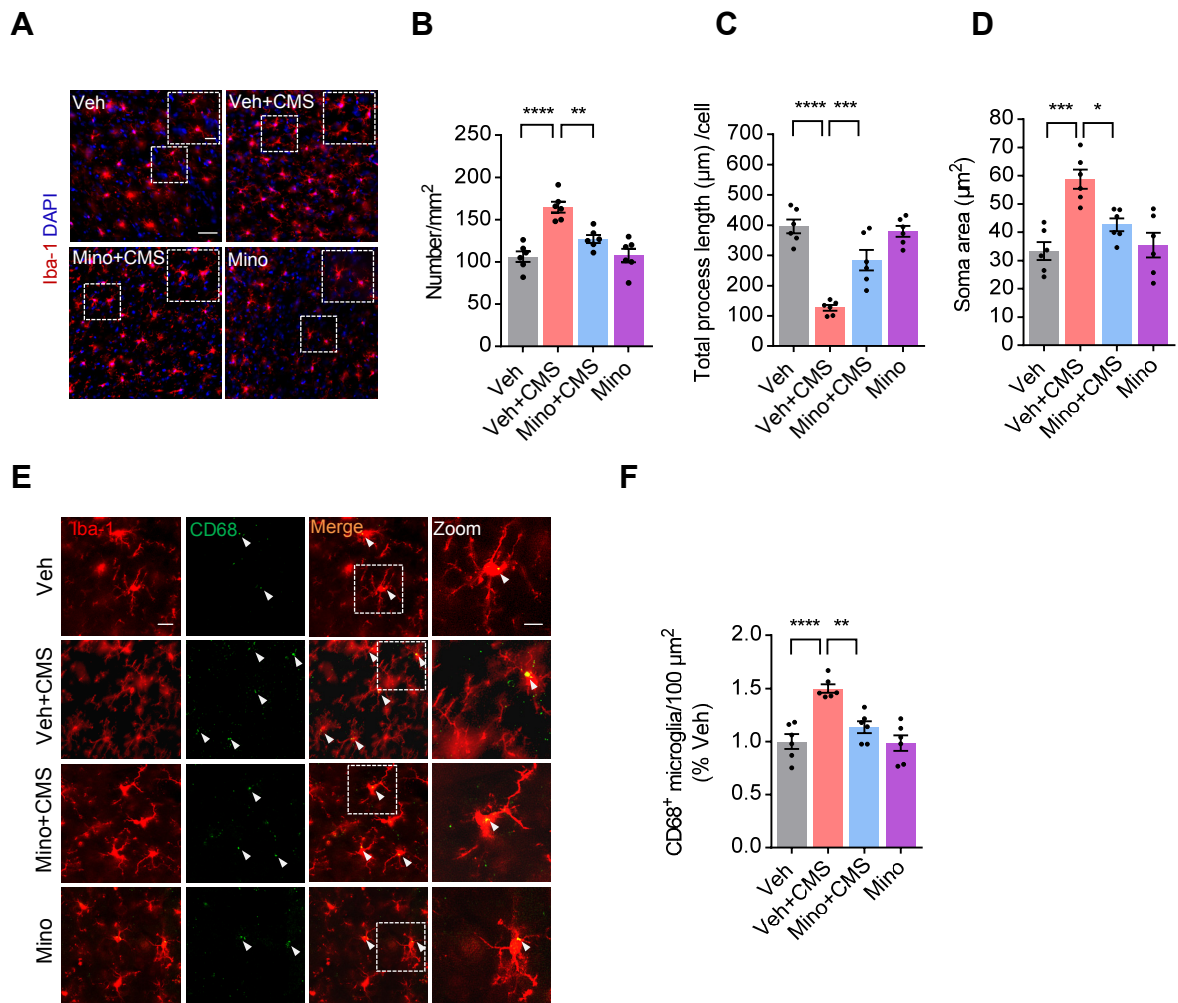 A
Iba-1 DAPI
Veh
Veh+CMS
Mino+CMS
Mino
B
**** **
Number/mm²
250
200
150
100
50
0
Veh
Veh+CMS
Mino+CMS
Mino
C
**** ***
Total process length (µm) /cell
700
600
500
400
300
200
100
0
Veh
Veh+CMS
Mino+CMS
Mino
D
*** *
Soma area (µm²)
80
70
60
50
40
30
20
10
0
Veh
Veh+CMS
Mino+CMS
Mino
E
Iba-1 CD68 Merge Zoom
Veh
Veh+CMS
Mino+CMS
Mino
F
**** **
CD68⁺ microglia/100 µm²
(% Veh)
2.0
1.5
1.0
0.5
0.0
Veh
Veh+CMS
Mino+CMS
Mino